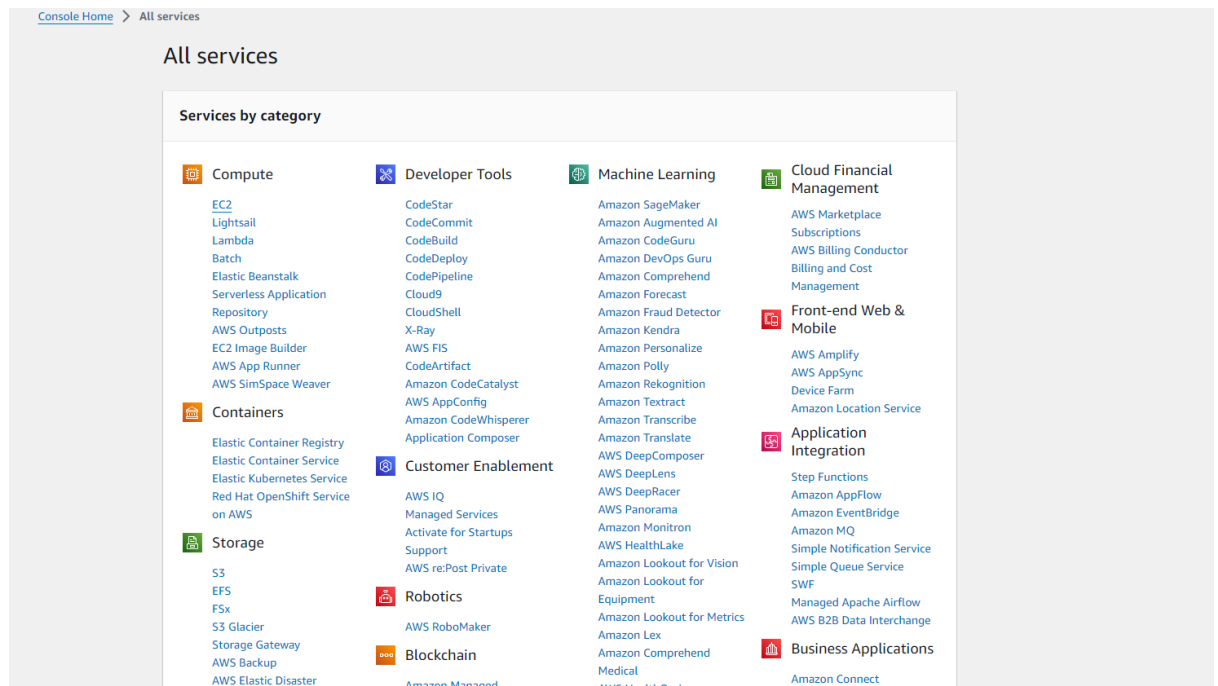 Console Home > All services
All services
Services by category
Compute
EC2
Lightsail
Lambda
Batch
Elastic Beanstalk
Serverless Application
Repository
AWS Outposts
EC2 Image Builder
AWS App Runner
AWS SimSpace Weaver
Containers
Elastic Container Registry
Elastic Container Service
Elastic Kubernetes Service
Red Hat OpenShift Service
on AWS
Storage
S3
EFS
FSx
S3 Glacier
Storage Gateway
AWS Backup
AWS Elastic Disaster
Developer Tools
CodeStar
CodeCommit
CodeBuild
CodeDeploy
CodePipeline
Cloud9
CloudShell
X-Ray
AWS FIS
CodeArtifact
Amazon CodeCatalyst
AWS AppConfig
Amazon CodeWhisperer
Application Composer
Customer Enablement
AWS IQ
Managed Services
Activate for Startups
Support
AWS re:Post Private
Robotics
AWS RoboMaker
Blockchain
Amazon Managed
Machine Learning
Amazon SageMaker
Amazon Augmented AI
Amazon CodeGuru
Amazon DevOps Guru
Amazon Comprehend
Amazon Forecast
Amazon Fraud Detector
Amazon Kendra
Amazon Personalize
Amazon Polly
Amazon Rekognition
Amazon Textract
Amazon Transcribe
Amazon Translate
AWS DeepComposer
AWS DeepLens
AWS DeepRacer
AWS Panorama
Amazon Monitron
AWS HealthLake
Amazon Lookout for Vision
Amazon Lookout for
Equipment
Amazon Lookout for Metrics
Amazon Lex
Amazon Comprehend
Medical
Cloud Financial
Management
AWS Marketplace
Subscriptions
AWS Billing Conductor
Billing and Cost
Management
Front-end Web &
Mobile
AWS Amplify
AWS AppSync
Device Farm
Amazon Location Service
Application
Integration
Step Functions
Amazon AppFlow
Amazon EventBridge
Amazon MQ
Simple Notification Service
Simple Queue Service
SWF
Managed Apache Airflow
AWS B2B Data Interchange
Business Applications
Amazon Connect